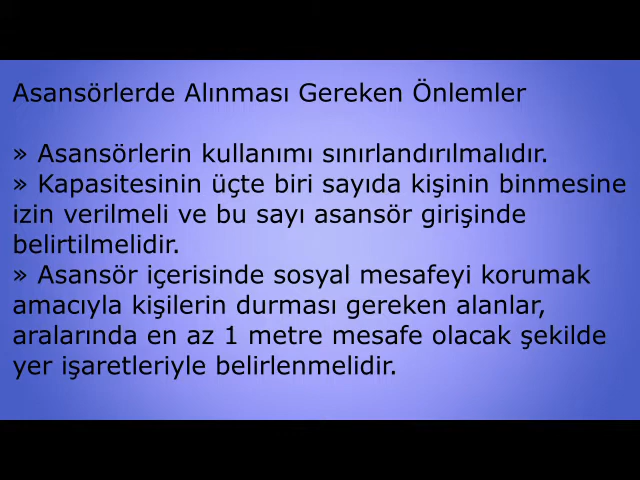 Asansörlerde Alınması Gereken Önlemler
» Asansörlerin kullanımı sınırlandırılmalıdır.
» Kapasitesinin üçte biri sayıda kişinin binmesine
izin verilmeli ve bu sayı asansör girişinde
belirtilmelidir.
» Asansör içerisinde sosyal mesafeyi korumak
amacıyla kişilerin durması gereken alanlar,
aralarında en az 1 metre mesafe olacak şekilde
yer işaretleriyle belirlenmelidir.